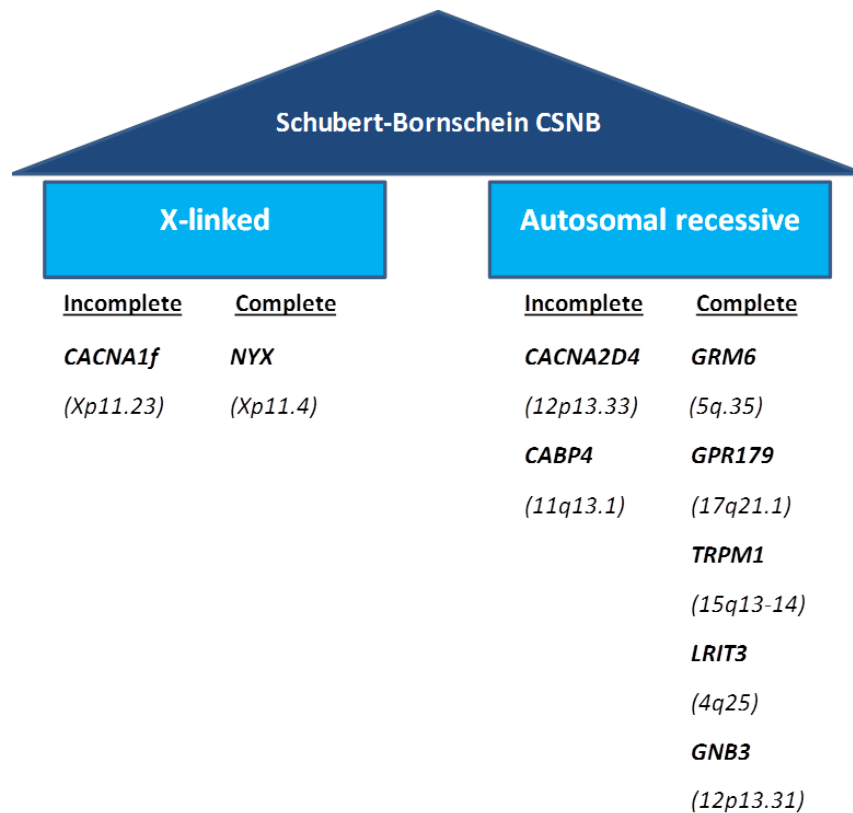 Schubert-Bornschein CSNB
X-linked
Autosomal recessive
Incomplete Complete
CACNA1f NYX
(Xp11.23) (Xp11.4)
Incomplete Complete
CACNA2D4 GRM6
(12p13.33) (5q.35)
CABP4 GPR179
(11q13.1) (17q21.1)
TRPM1
(15q13-14)
LRIT3
(4q25)
GNB3
(12p13.31)